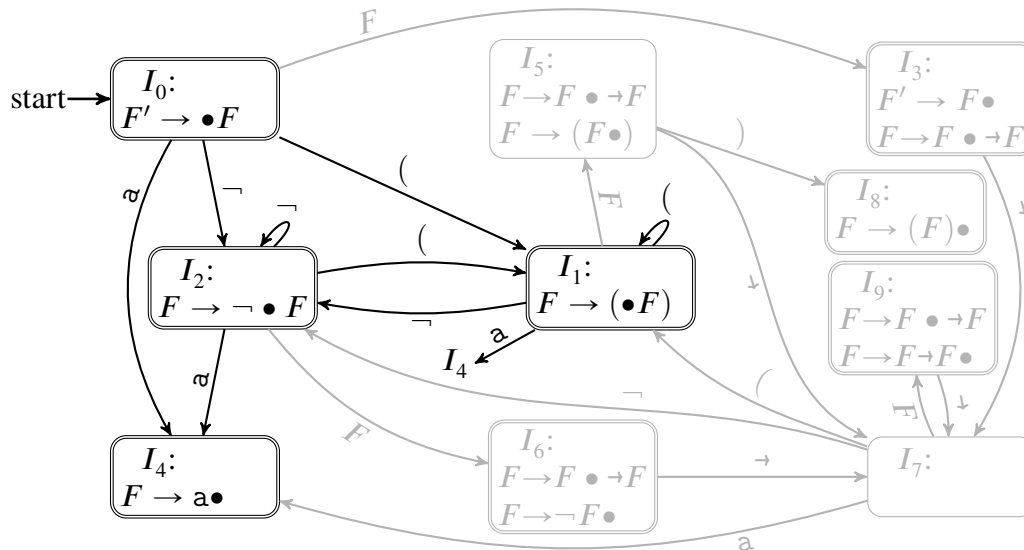 F
I₅:
F→F •→F
F → (F•)
I₃:
F′ → F•
F→F •→F
I₀:
F′ → •F
start
)
(
→
a
¬
F
I₈:
F → (F)•
¬
(
(
I₂:
F → ¬ • F
I₁:
F → (•F)
→
I₉:
F→F •→F
F→F→F•
¬
a
I₄
a
(
¬
F
→
F
I₄:
F → a•
I₆:
F→F •→F
F→¬F•
→
I₇:
a